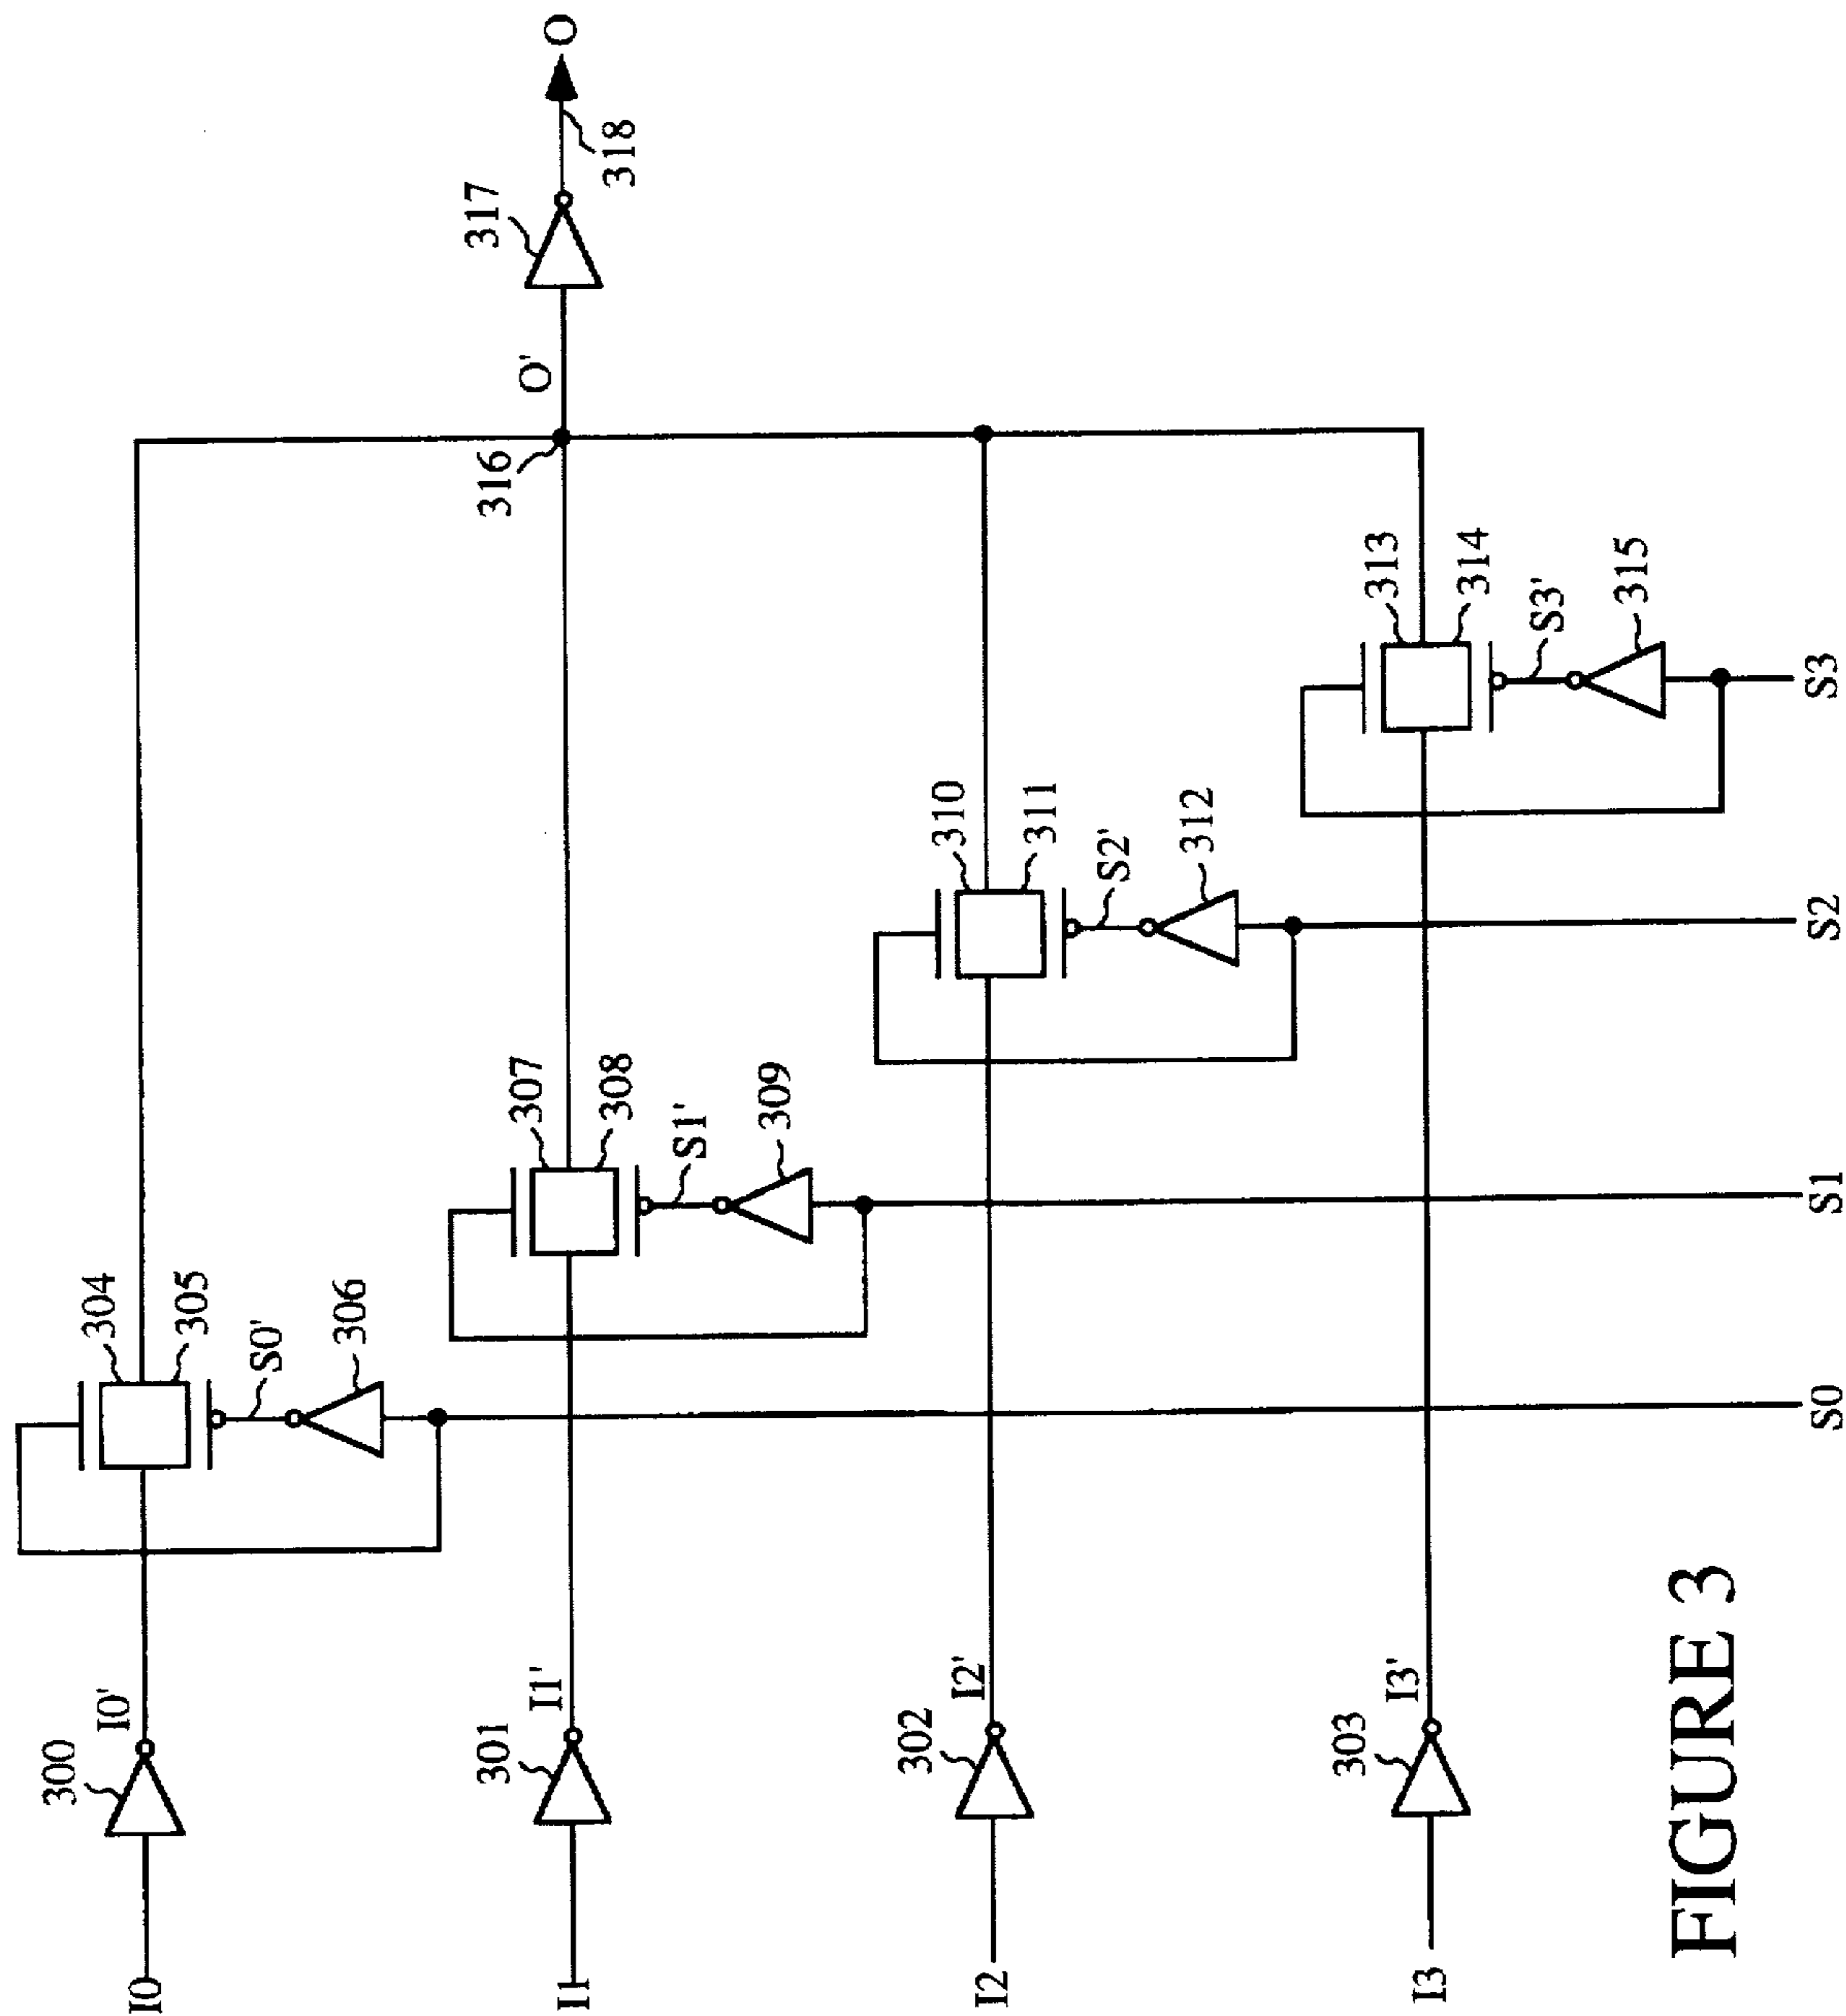 I0
300
I0'
304
305
S0'
306
I1
301
I1'
307
308
S1'
309
316
O'
317
318
O
I2
302
I2'
310
311
S2'
312
I3
303
I3'
313
314
S3'
315
S0
S1
S2
S3
FIGURE 3